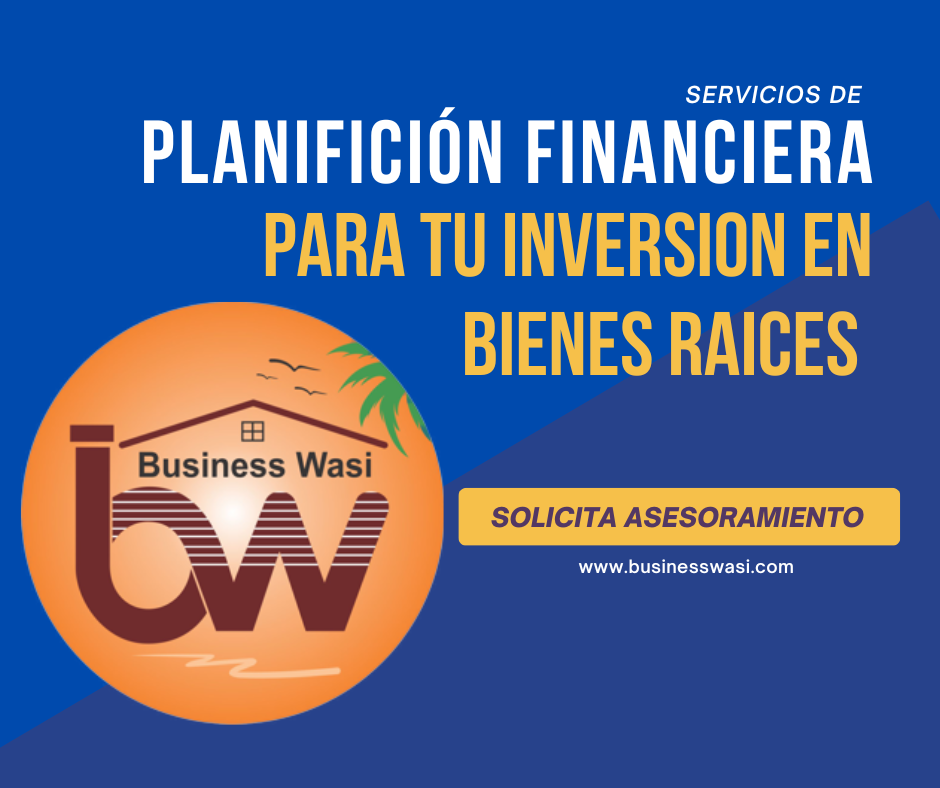 SERVICIOS DE
PLANIFICIÓN FINANCIERA
PARA TU INVERSION EN
BIENES RAICES
Business Wasi
bw
SOLICITA ASESORAMIENTO
www.businesswasi.com